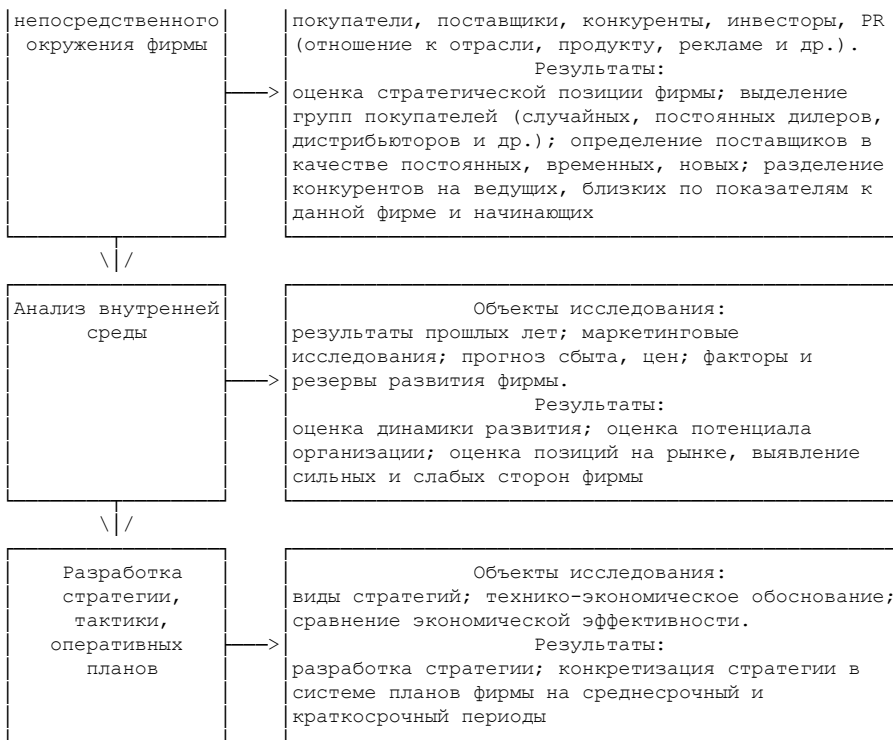 непосредственного
окружения фирмы
покупатели, поставщики, конкуренты, инвесторы, PR
(отношение к отрасли, продукту, рекламе и др.).
Результаты:
оценка стратегической позиции фирмы; выделение
групп покупателей (случайных, постоянных дилеров,
дистрибьюторов и др.); определение поставщиков в
качестве постоянных, временных, новых; разделение
конкурентов на ведущих, близких по показателям к
данной фирме и начинающих
Анализ внутренней
среды
Объекты исследования:
результаты прошлых лет; маркетинговые
исследования; прогноз сбыта, цен; факторы и
резервы развития фирмы.
Результаты:
оценка динамики развития; оценка потенциала
организации; оценка позиций на рынке, выявление
сильных и слабых сторон фирмы
Разработка
стратегии,
тактики,
оперативных
планов
Объекты исследования:
виды стратегий; технико-экономическое обоснование;
сравнение экономической эффективности.
Результаты:
разработка стратегии; конкретизация стратегии в
системе планов фирмы на среднесрочный и
краткосрочный периоды